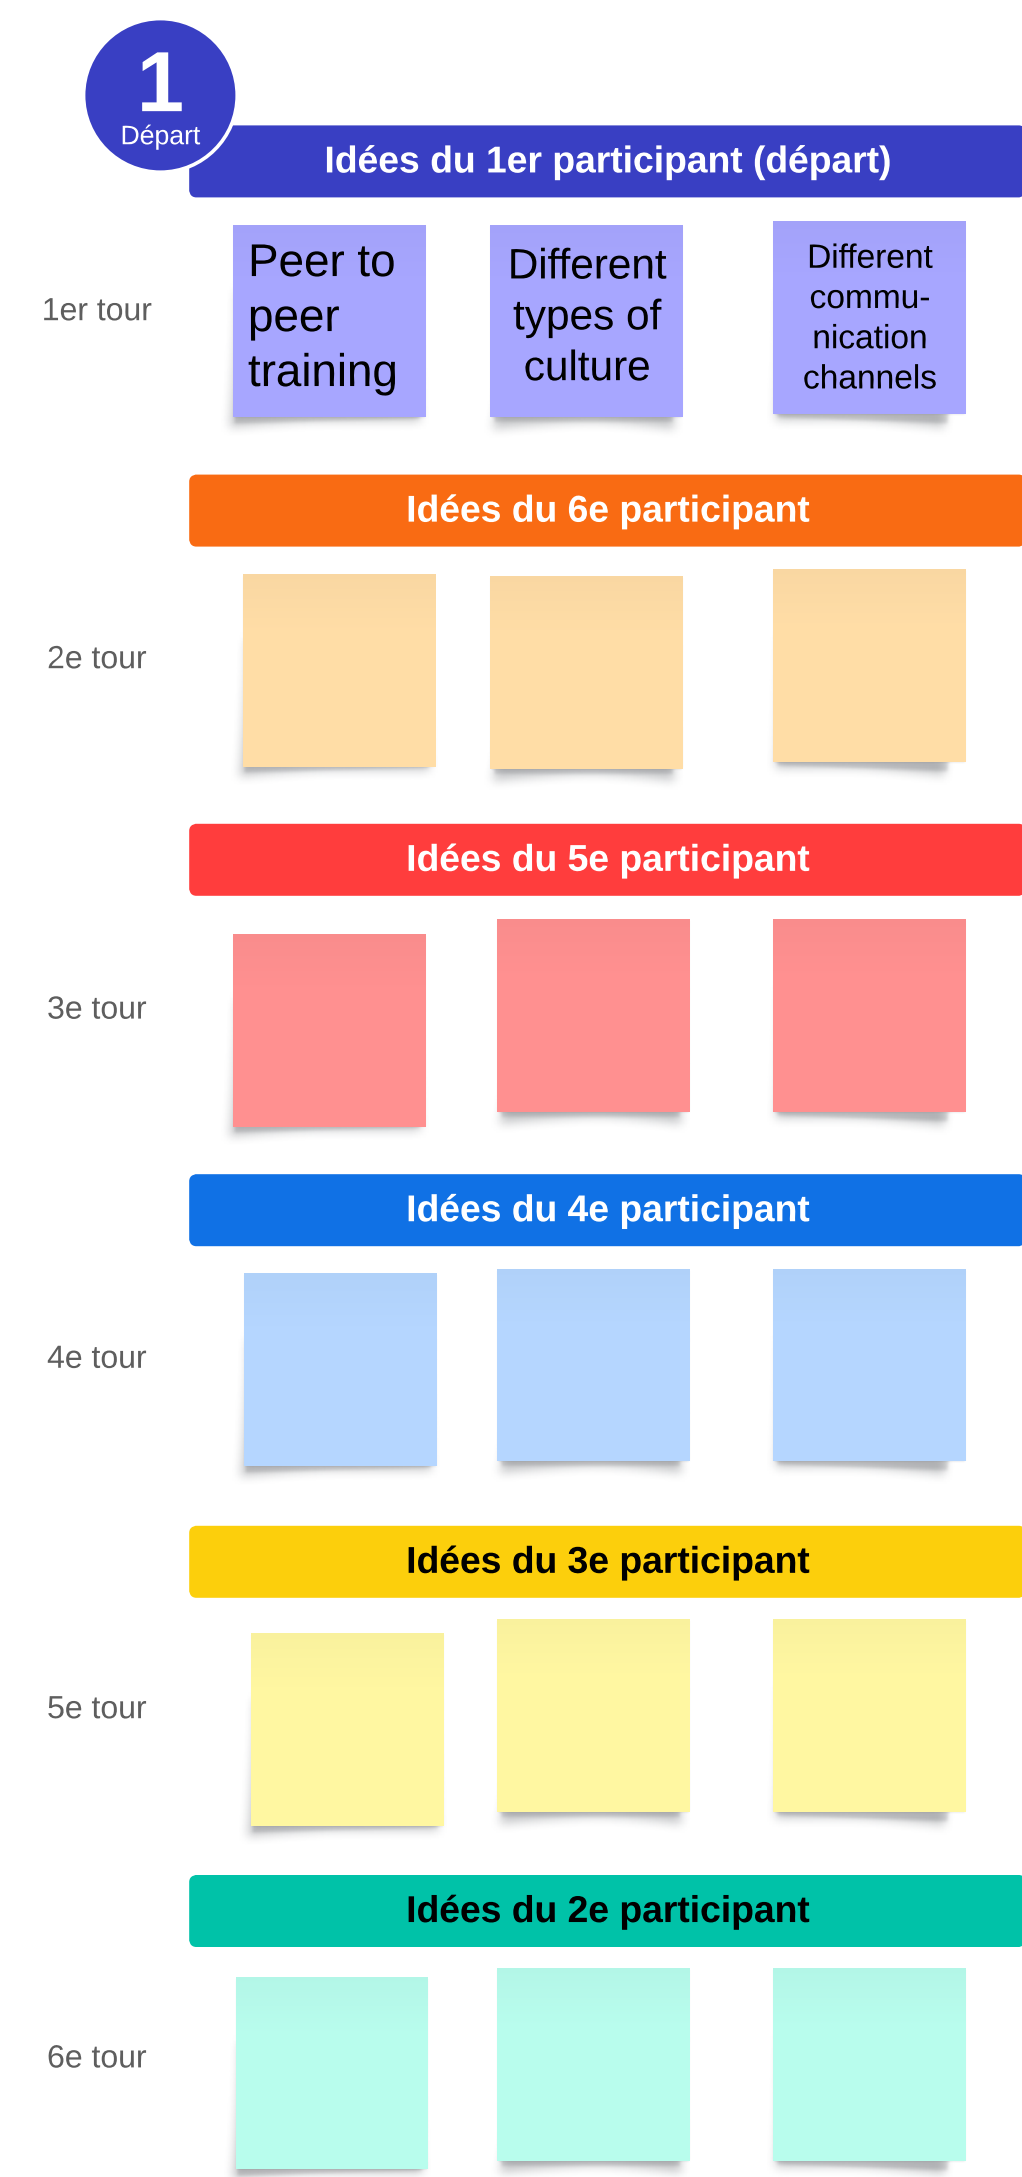 1
Départ
Idées du 1er participant (départ)
1er tour
Peer to
peer
training
Different
types of
culture
Different
commu-
nication
channels
Idées du 6e participant
2e tour
Idées du 5e participant
3e tour
Idées du 4e participant
4e tour
Idées du 3e participant
5e tour
Idées du 2e participant
6e tour